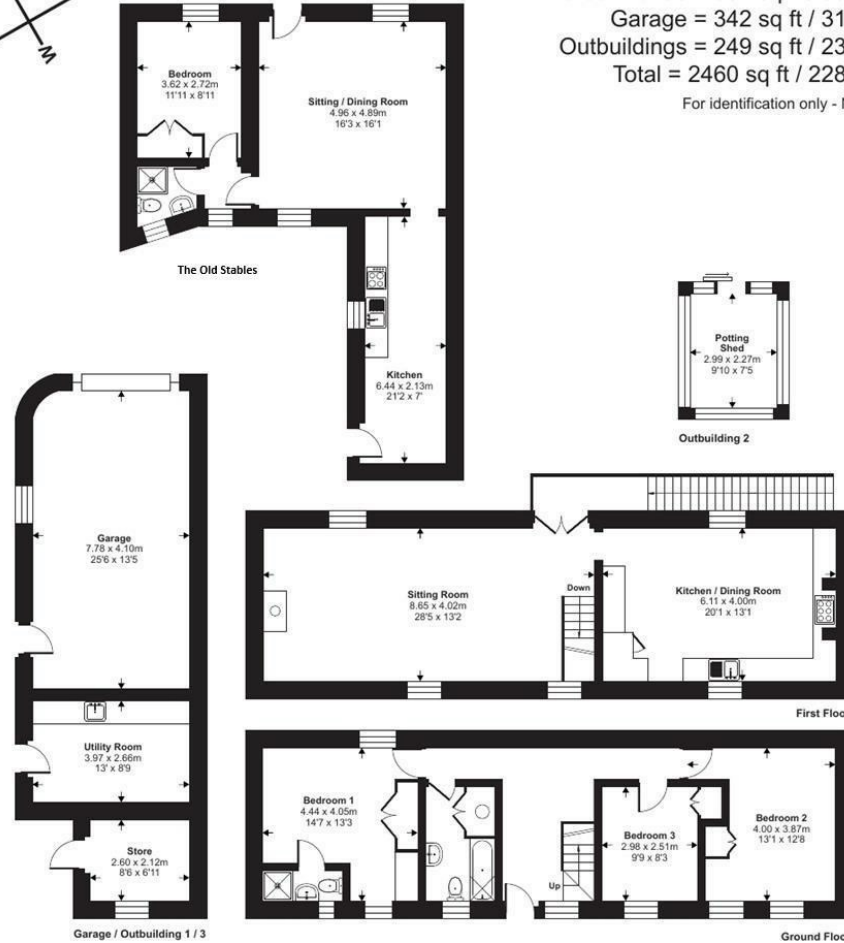 W
Garage = 342 sq ft / 31
Outbuildings = 249 sq ft / 23
Total = 2460 sq ft / 228
For identification only - N
Bedroom
3.62 x 2.72m
11'11 x 8'11
Sitting / Dining Room
4.96 x 4.89m
16'3 x 16'1
The Old Stables
Kitchen
6.44 x 2.13m
21'2 x 7'
Potting
Shed
2.99 x 2.27m
9'10 x 7'5
Outbuilding 2
Garage
7.78 x 4.10m
25'6 x 13'5
Utility Room
3.97 x 2.66m
13' x 8'9
Store
2.60 x 2.12m
8'6 x 6'11
Garage / Outbuilding 1 / 3
Sitting Room
8.65 x 4.02m
28'5 x 13'2
Down
Kitchen / Dining Room
6.11 x 4.00m
20'1 x 13'1
First Floo
Bedroom 1
4.44 x 4.05m
14'7 x 13'3
Up
Bedroom 3
2.98 x 2.51m
9'9 x 8'3
Bedroom 2
4.00 x 3.87m
13'1 x 12'8
Ground Floo